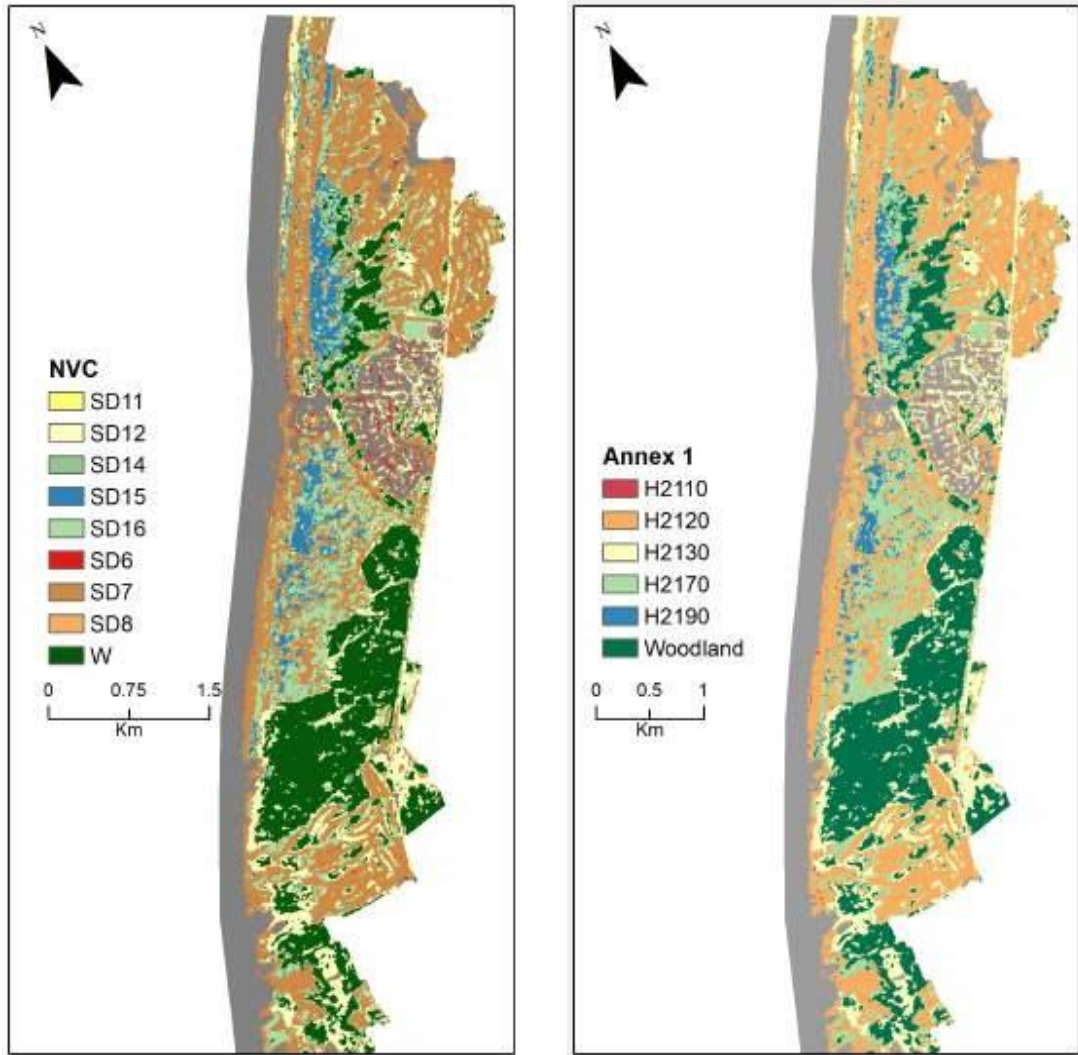 N
NVC
SD11
SD12
SD14
SD15
SD16
SD6
SD7
SD8
W
0 0.75 1.5
Km
N
Annex 1
H2110
H2120
H2130
H2170
H2190
Woodland
0 0.5 1
Km